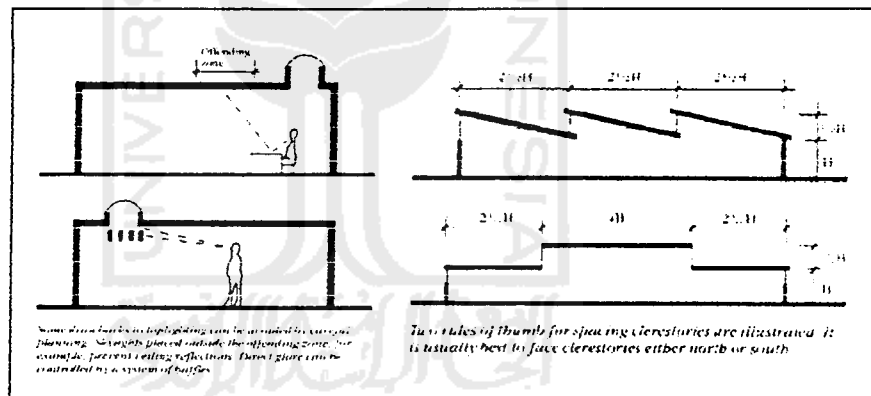 Offending
zone
2½H
2½H
2½H
H
2½H
H
2½H
H
Some drawbacks in toplighting can be avoided by careful
planning. Skylights placed outside the offending zone, for
example, prevent ceiling reflections. Direct glare can be
controlled by a system of baffles
Two rules of thumb for spacing clerestories are illustrated. It
is usually best to face clerestories either north or south
UNIVERS
NESIA